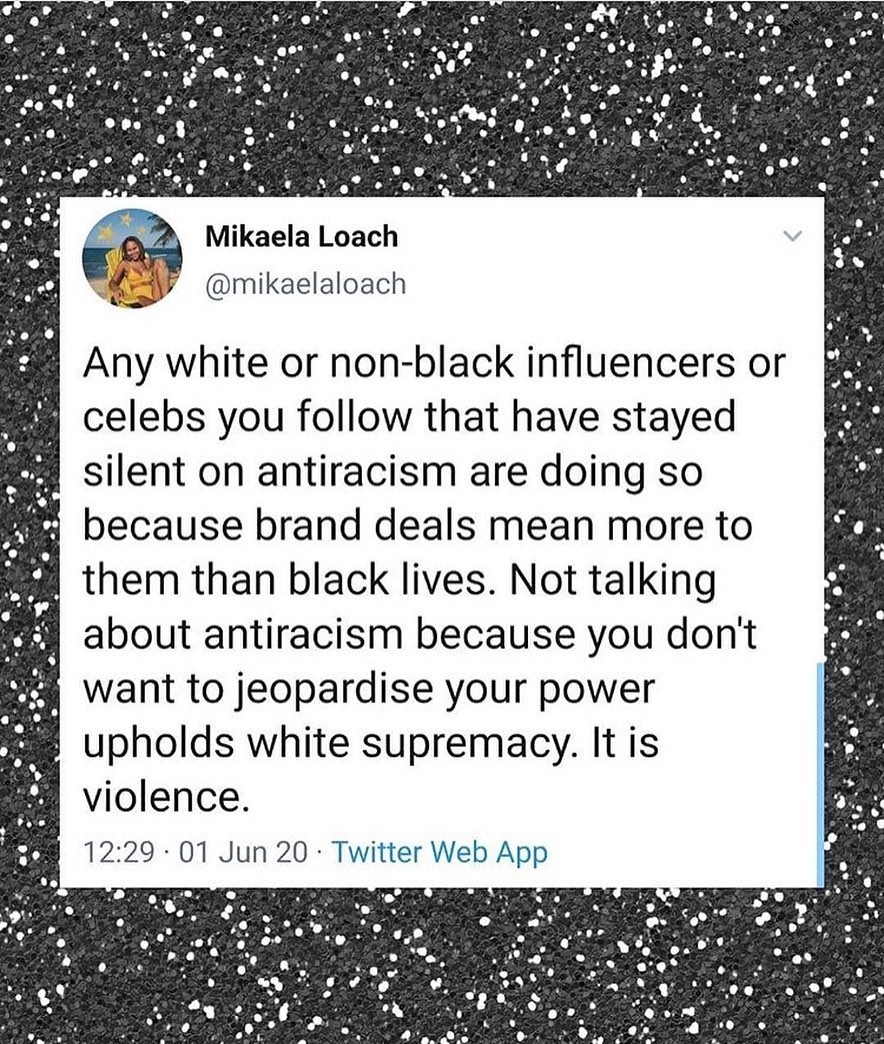 Mikaela Loach
@mikaelaloach
Any white or non-black influencers or
celebs you follow that have stayed
silent on antiracism are doing so
because brand deals mean more to
them than black lives. Not talking
about antiracism because you don't
want to jeopardise your power
upholds white supremacy. It is
violence.
12:29 · 01 Jun 20 · Twitter Web App